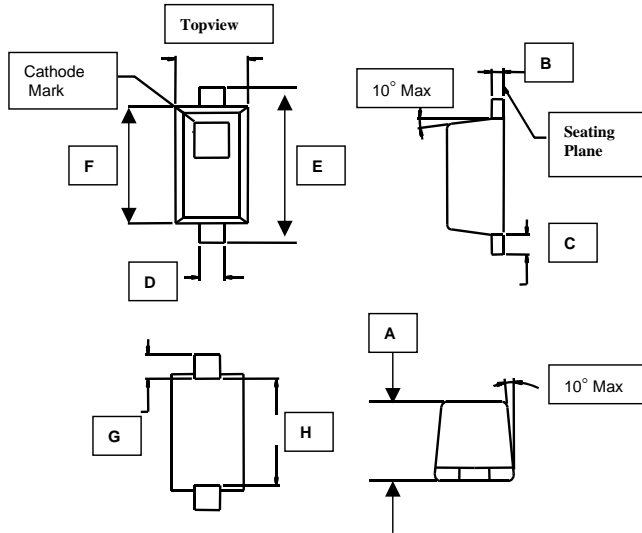 Topview
Cathode
Mark
B
10° Max
Seating
Plane
F
E
D
C
A
G
H
10° Max